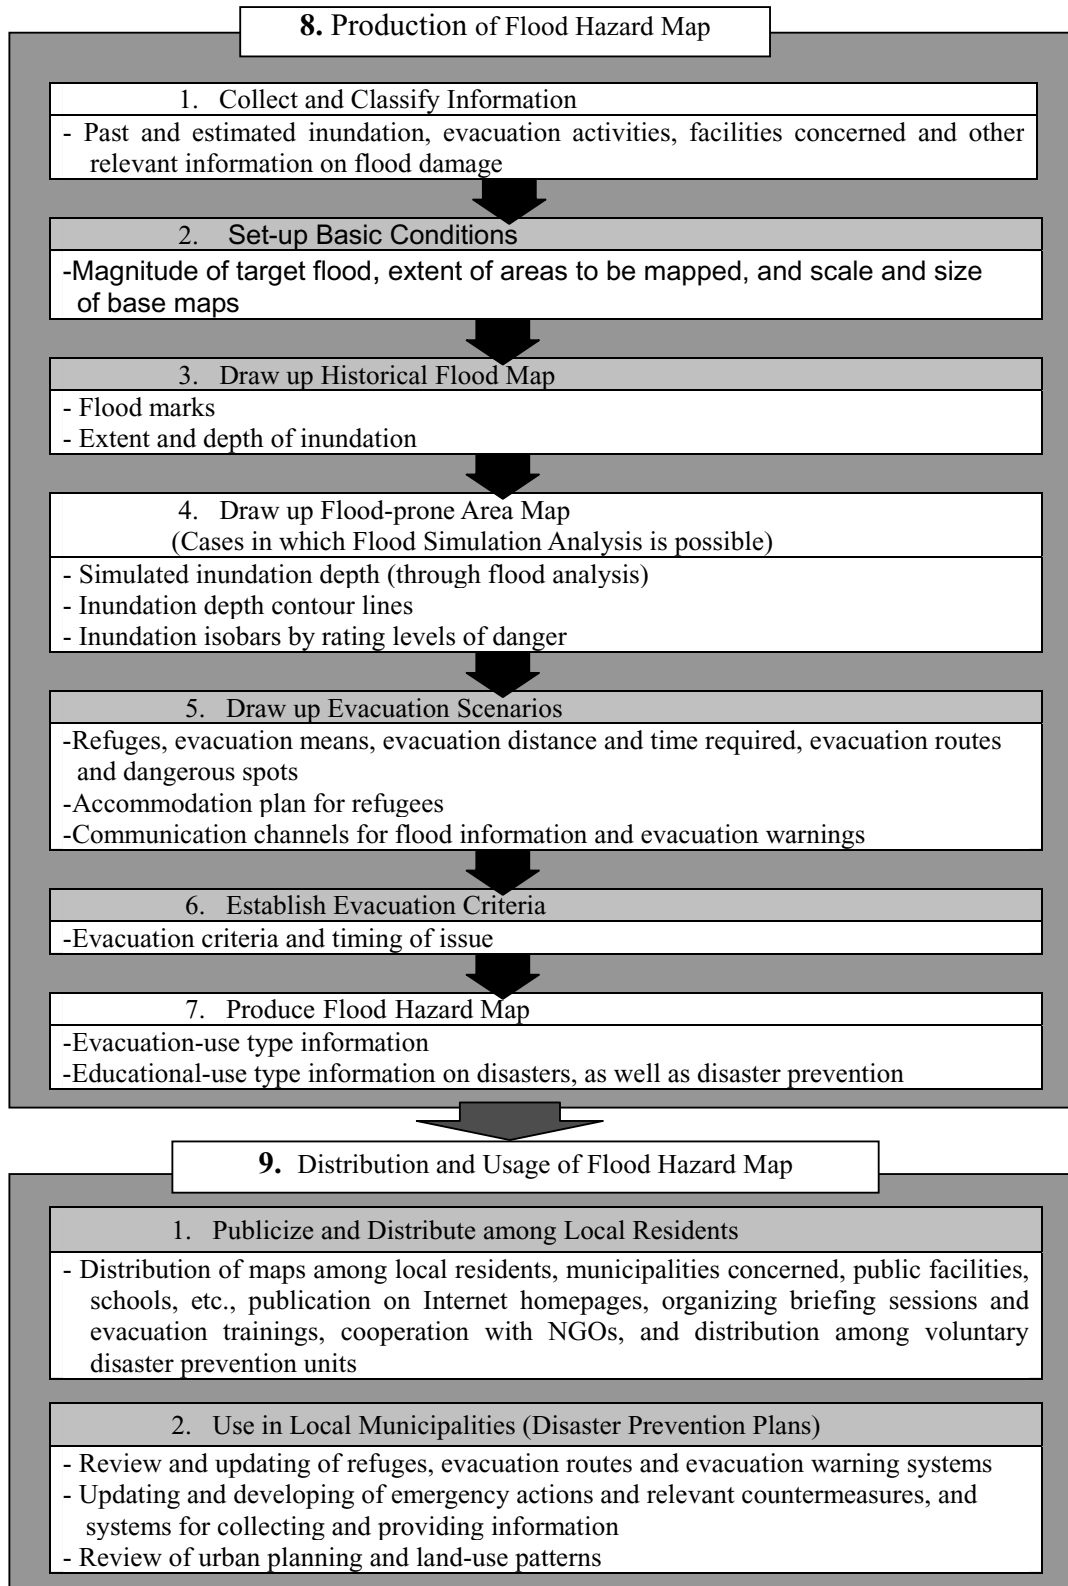 8. Production of Flood Hazard Map
1. Collect and Classify Information
- Past and estimated inundation, evacuation activities, facilities concerned and other
relevant information on flood damage
2. Set-up Basic Conditions
-Magnitude of target flood, extent of areas to be mapped, and scale and size
of base maps
3. Draw up Historical Flood Map
- Flood marks
- Extent and depth of inundation
4. Draw up Flood-prone Area Map
(Cases in which Flood Simulation Analysis is possible)
- Simulated inundation depth (through flood analysis)
- Inundation depth contour lines
- Inundation isobars by rating levels of danger
5. Draw up Evacuation Scenarios
-Refuges, evacuation means, evacuation distance and time required, evacuation routes
and dangerous spots
-Accommodation plan for refugees
-Communication channels for flood information and evacuation warnings
6. Establish Evacuation Criteria
-Evacuation criteria and timing of issue
7. Produce Flood Hazard Map
-Evacuation-use type information
-Educational-use type information on disasters, as well as disaster prevention
9. Distribution and Usage of Flood Hazard Map
1. Publicize and Distribute among Local Residents
- Distribution of maps among local residents, municipalities concerned, public facilities,
schools, etc., publication on Internet homepages, organizing briefing sessions and
evacuation trainings, cooperation with NGOs, and distribution among voluntary
disaster prevention units
2. Use in Local Municipalities (Disaster Prevention Plans)
- Review and updating of refuges, evacuation routes and evacuation warning systems
- Updating and developing of emergency actions and relevant countermeasures, and
systems for collecting and providing information
- Review of urban planning and land-use patterns